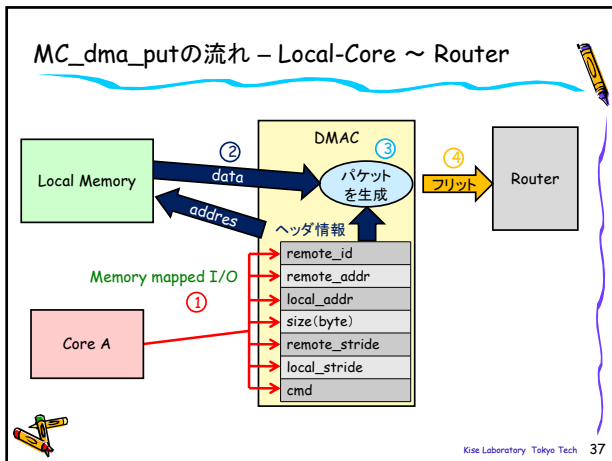 MC_dma_putの流れ – Local-Core ～ Router
DMAC
②
③
④
Local Memory
data
パケット
を生成
フリット
Router
addres
ヘッダ情報
Memory mapped I/O
①
Core A
remote_id
remote_addr
local_addr
size(byte)
remote_stride
local_stride
cmd
Kise Laboratory Tokyo Tech 37